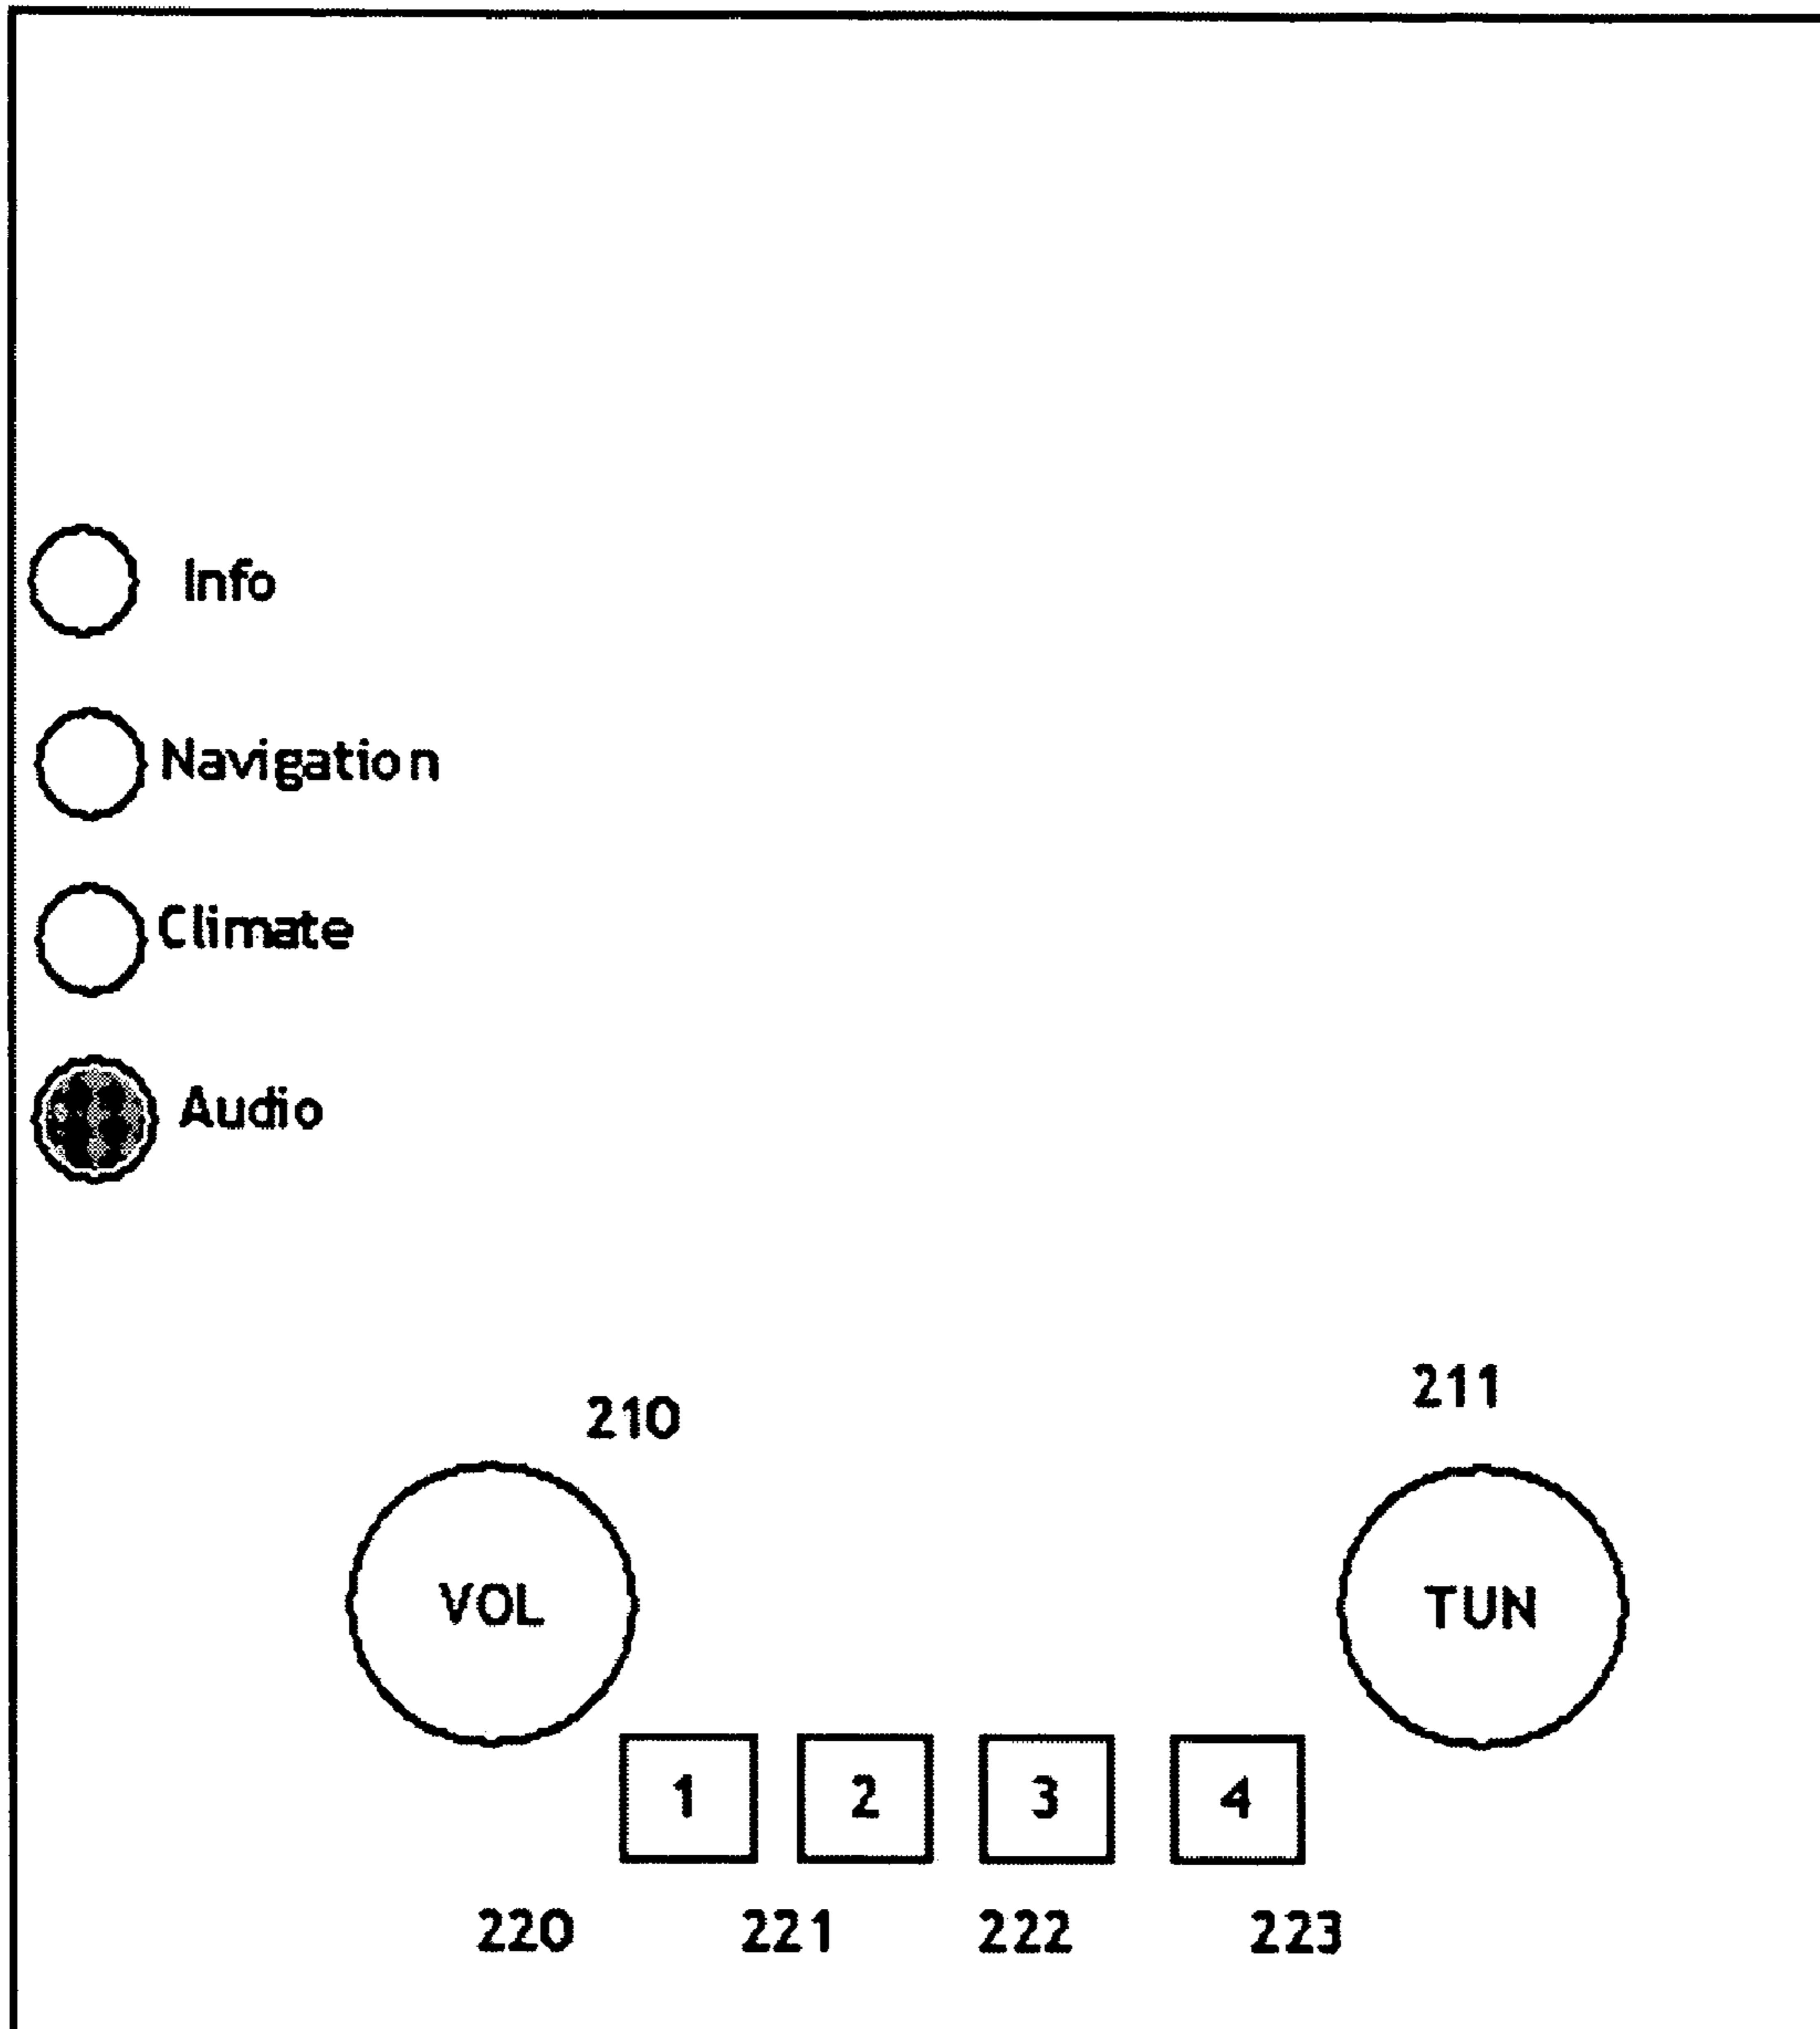 Info
Navigation
Climate
Audio
210
211
VOL
TUN
1 2 3 4
220 221 222 223